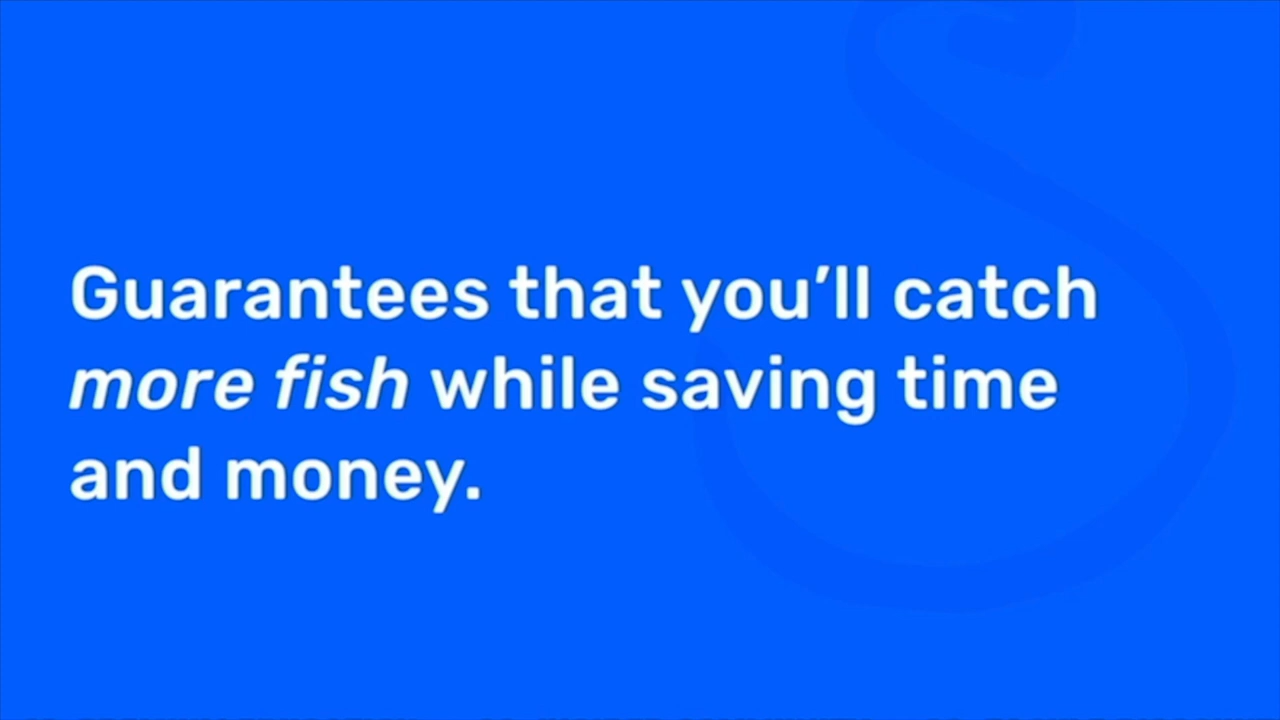 Guarantees that you’ll catch
more fish while saving time
and money.